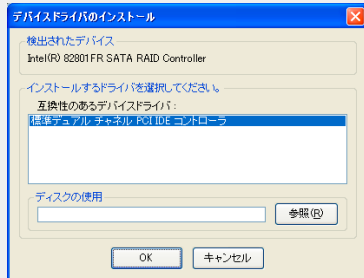 デバイスドライバのインストール
検出されたデバイス
Intel(R) 82801FR SATA RAID Controller
インストールするドライバを選択してください。
互換性のあるデバイスドライバ:
標準デュアル チャネル PCI IDE コントローラ
ディスクの使用
参照(R)
OK
キャンセル